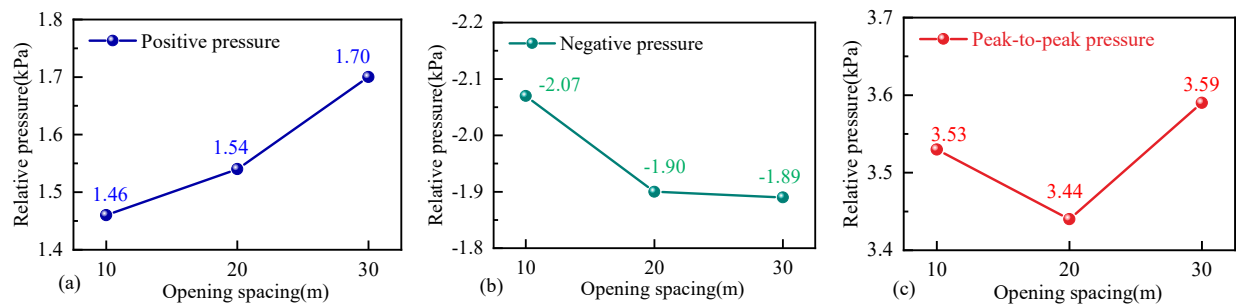 1.8
Positive pressure
1.7
1.70
1.6
1.54
1.5
1.46
1.4
10
20
30
Relative pressure(kPa)
Opening spacing(m)
(a)
-2.2
Negative pressure
-2.1
-2.07
-2.0
-1.90
-1.89
-1.9
-1.8
10
20
30
Relative pressure(kPa)
Opening spacing(m)
(b)
3.7
Peak-to-peak pressure
3.59
3.6
3.53
3.5
3.44
3.4
10
20
30
Relative pressure(kPa)
Opening spacing(m)
(c)